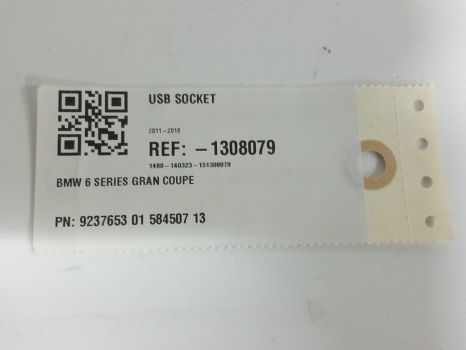 USB SOCKET
2011-2018
REF: -1308079
1488-140323-151308079
BMW 6 SERIES GRAN COUPE
PN: 9237653 01 584507 13